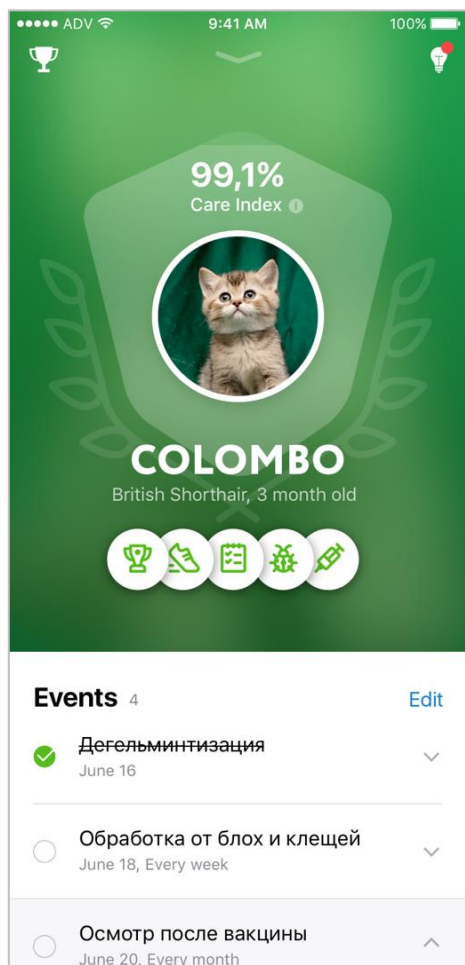 ADV 9:41 AM 100%
99,1%
Care Index
COLOMBO
British Shorthair, 3 month old
Events 4 Edit
Дегельминтизация
June 16
Обработка от блох и клещей
June 18, Every week
Осмотр после вакцины
June 20, Every month